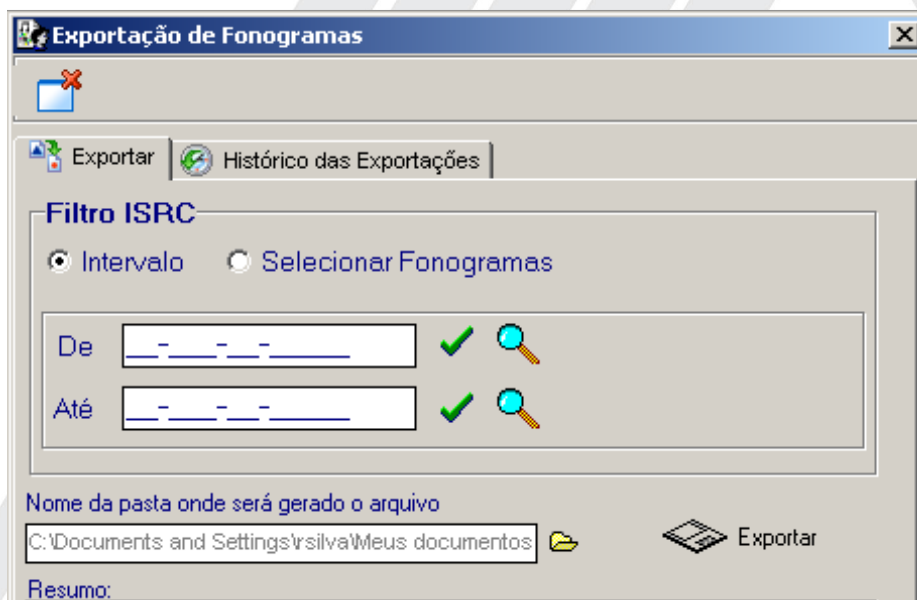 Exportação de Fonogramas
Exportar Histórico das Exportações
Filtro ISRC
Intervalo Selecionar Fonogramas
De __-___-__-_____
Até __-___-__-_____
Nome da pasta onde será gerado o arquivo
C:\Documents and Settings\rsilva\Meus documentos
Exportar
Resumo: